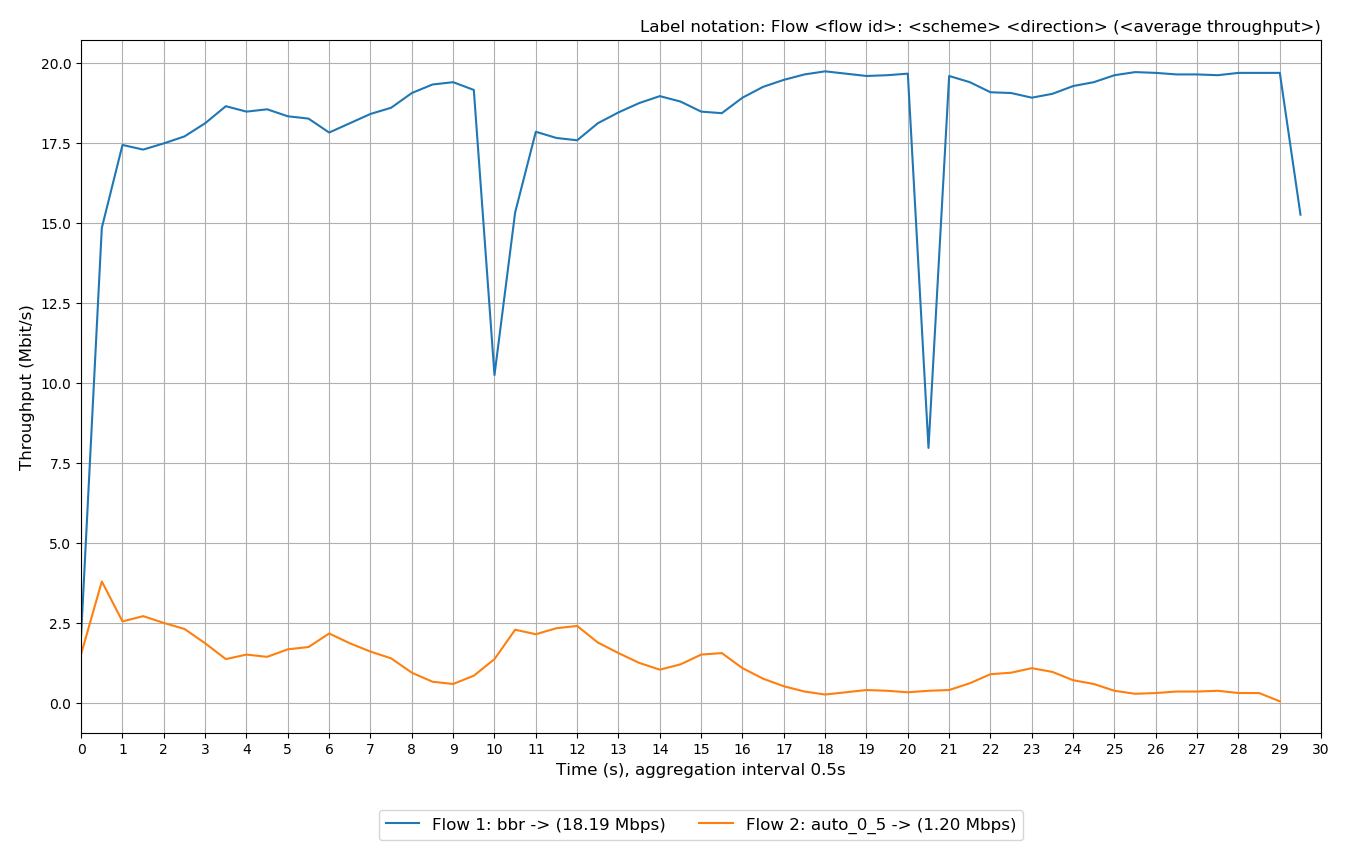 Label notation: Flow <flow id>: <scheme> <direction> (<average throughput>)
20.0
17.5
15.0
12.5
10.0
7.5
5.0
2.5
0.0
Throughput (Mbit/s)
0 1 2 3 4 5 6 7 8 9 10 11 12 13 14 15 16 17 18 19 20 21 22 23 24 25 26 27 28 29 30
Time (s), aggregation interval 0.5s
Flow 1: bbr -> (18.19 Mbps) Flow 2: auto_0_5 -> (1.20 Mbps)